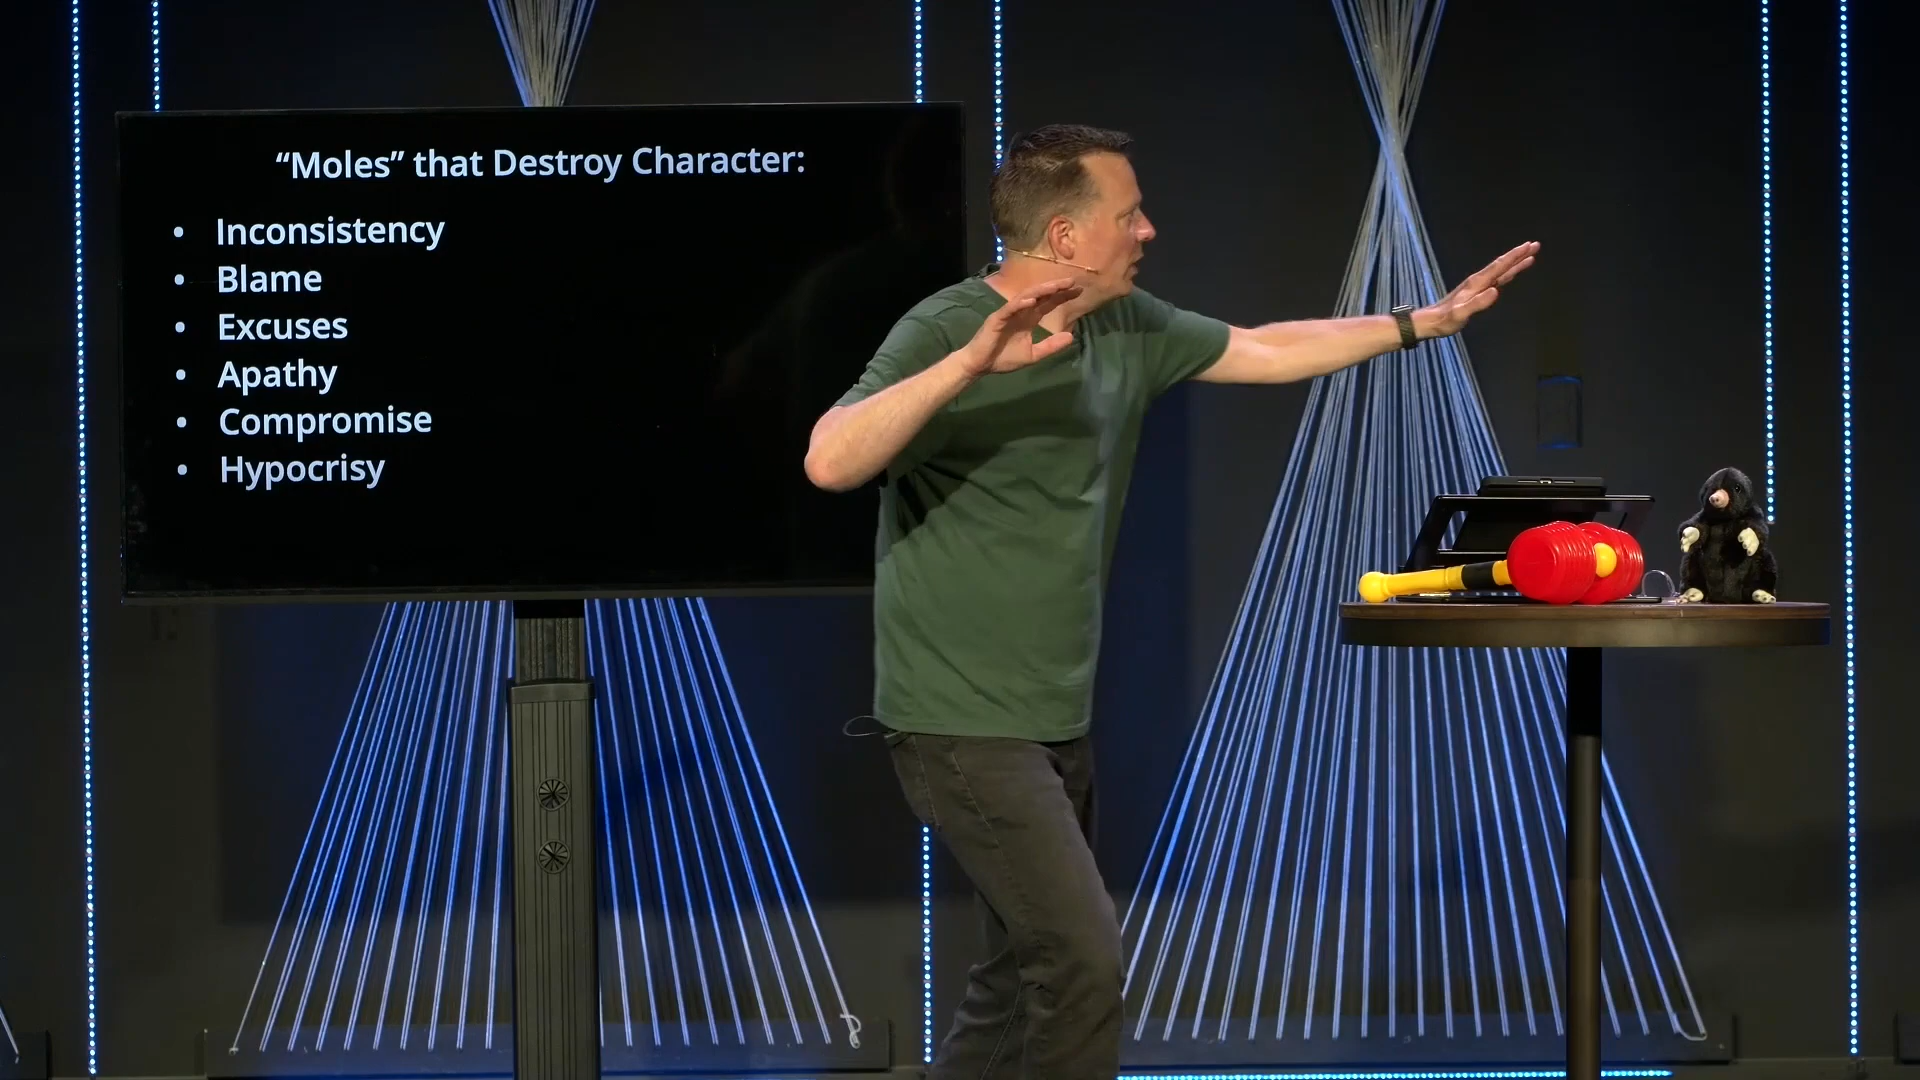 “Moles” that Destroy Character:
• Inconsistency
• Blame
• Excuses
• Apathy
• Compromise
• Hypocrisy